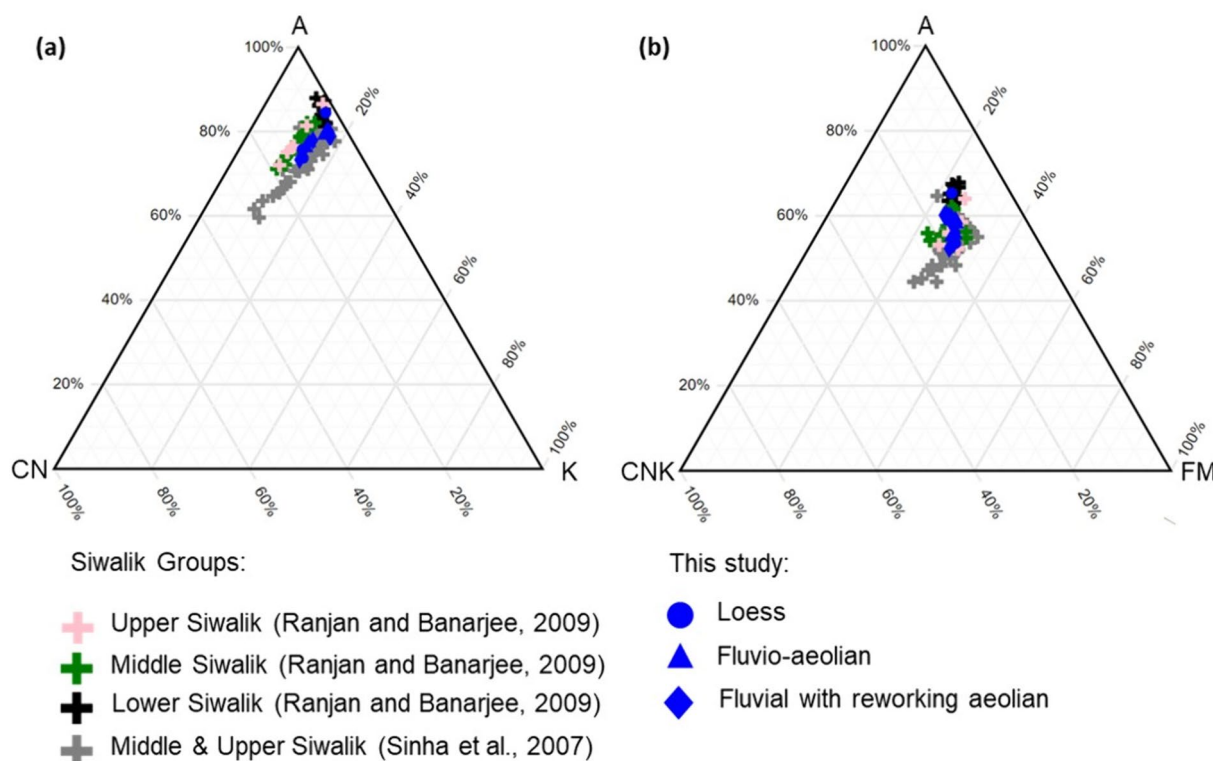 (a)
A
100%
20%
80%
40%
60%
60%
40%
80%
20%
100%
CN
K
100%
80%
60%
40%
20%
(b)
A
100%
20%
80%
40%
60%
60%
40%
80%
20%
100%
CNK
FM
100%
80%
60%
40%
20%
Siwalik Groups:
Upper Siwalik (Ranjan and Banarjee, 2009)
Middle Siwalik (Ranjan and Banarjee, 2009)
Lower Siwalik (Ranjan and Banarjee, 2009)
Middle & Upper Siwalik (Sinha et al., 2007)
This study:
Loess
Fluvio-aeolian
Fluvial with reworking aeolian